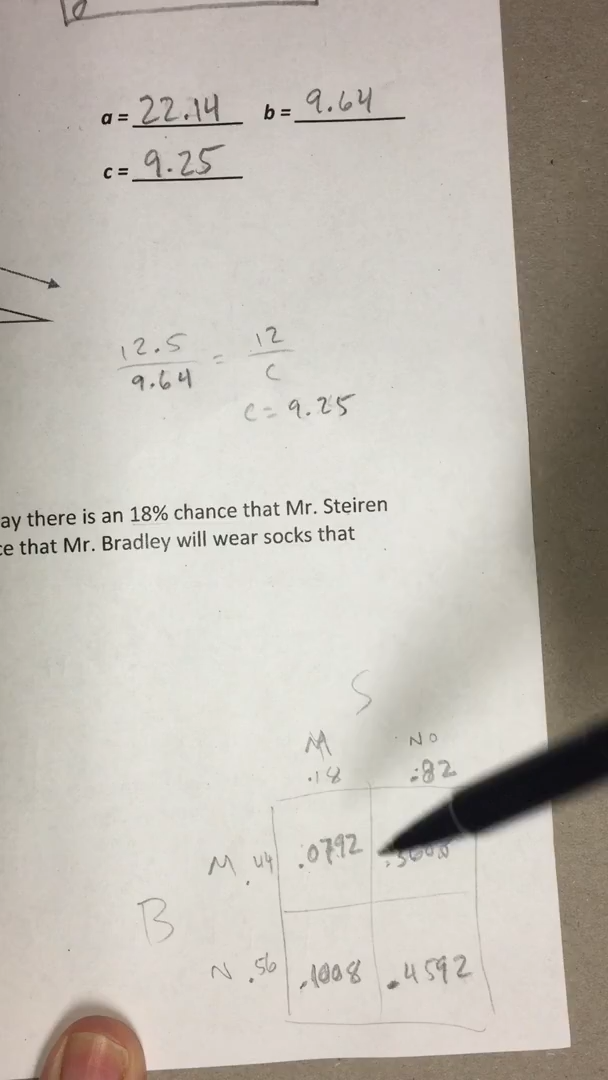 a = 22.14 b = 9.64
c = 9.25
12.5 / 9.64 = 12 / c
c = 9.25
ay there is an 18% chance that Mr. Steiren
ce that Mr. Bradley will wear socks that
S
M No
.18 .82
M .44 .0792
B
N .56 .1008 .4592